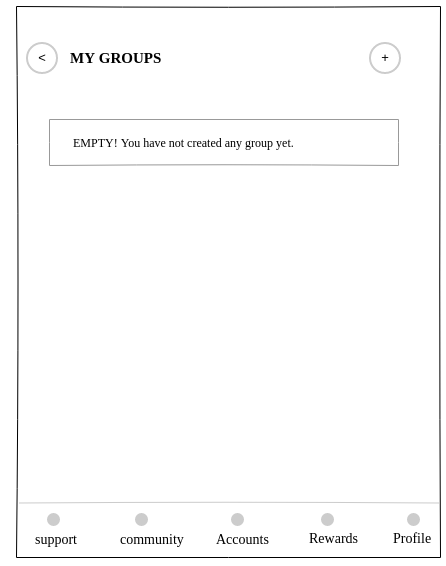 < MY GROUPS +
EMPTY! You have not created any group yet.
support community Accounts Rewards Profile